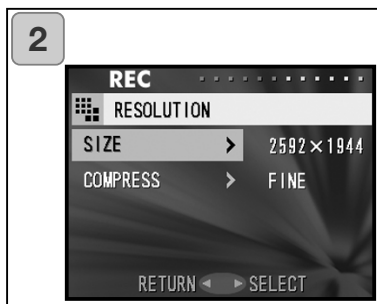 2
REC
RESOLUTION
SIZE > 2592×1944
COMPRESS > FINE
RETURN ◀ ▶ SELECT